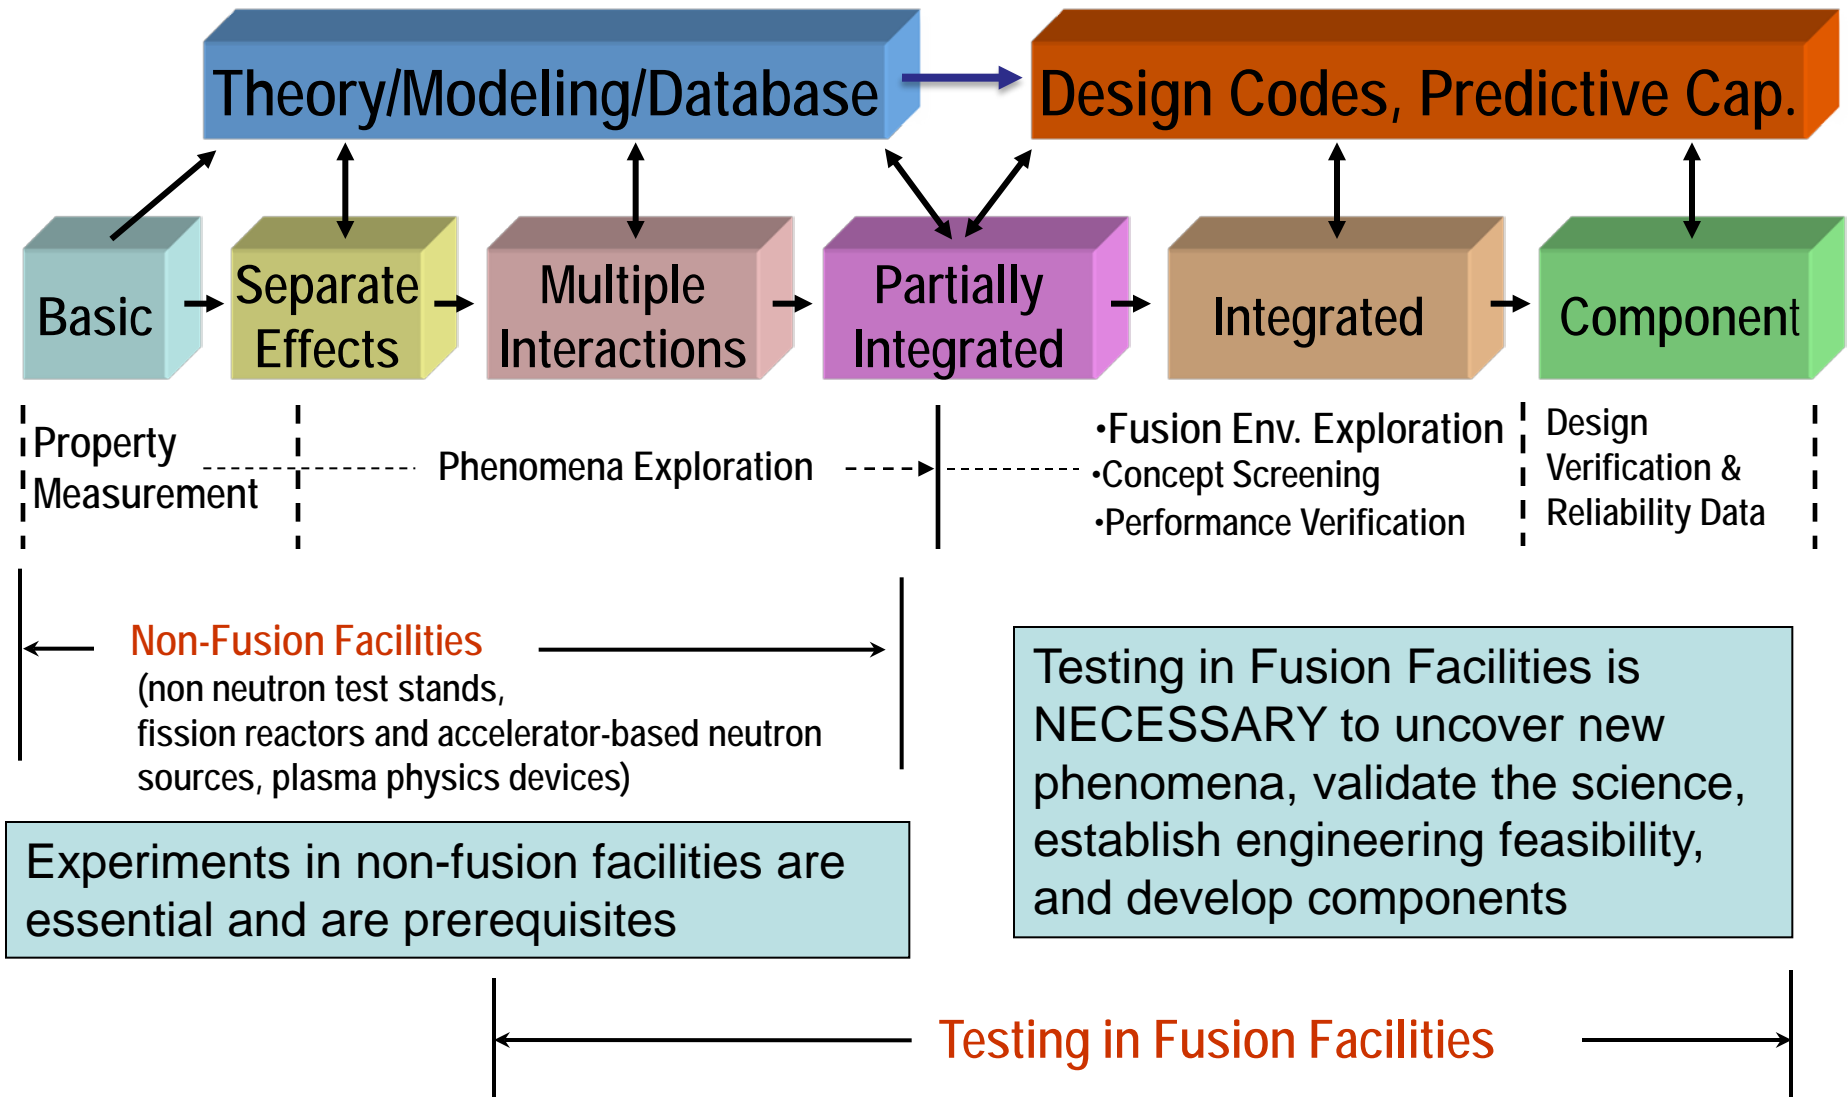 Theory/Modeling/Database
Design Codes, Predictive Cap.
Basic
Separate
Effects
Multiple
Interactions
Partially
Integrated
Integrated
Component
Property
Measurement
Phenomena Exploration
•Fusion Env. Exploration
•Concept Screening
•Performance Verification
Design
Verification &
Reliability Data
Non-Fusion Facilities
(non neutron test stands,
fission reactors and accelerator-based neutron
sources, plasma physics devices)
Testing in Fusion Facilities is
NECESSARY to uncover new
phenomena, validate the science,
establish engineering feasibility,
and develop components
Experiments in non-fusion facilities are
essential and are prerequisites
Testing in Fusion Facilities